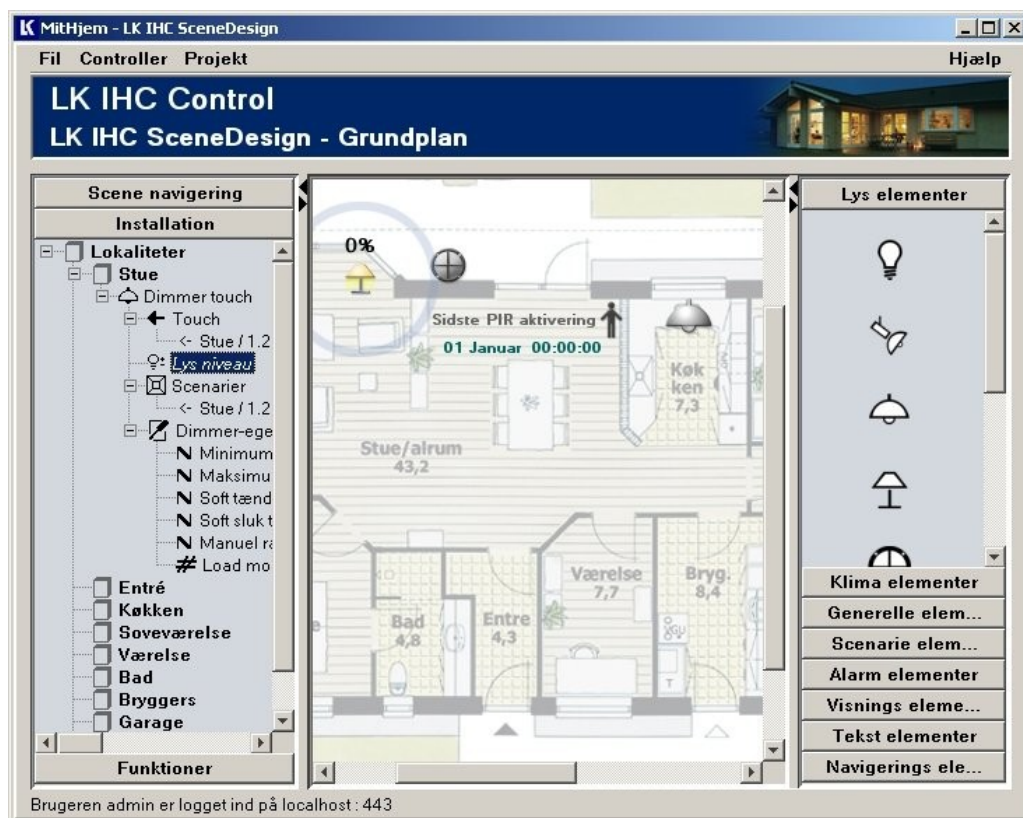 MitHjem - LK IHC SceneDesign
Fil Controller Projekt Hjælp
LK IHC Control
LK IHC SceneDesign - Grundplan
Scene navigering
Installation
Lokaliteter
Stue
Dimmer touch
Touch
<- Stue / 1.2
Lys niveau
Scenarier
<- Stue / 1.2
Dimmer-ege
Minimum
Maksimu
Soft tænd
Soft sluk t
Manuel ra
Load mo
Entré
Køkken
Soveværelse
Værelse
Bad
Bryggers
Garage
Funktioner
0%
Sidste PIR aktivering
01 Januar 00:00:00
Køk
ken
7,3
Stue/alrum
43,2
Værelse
7,7
Bryg.
8,4
Bad
4,8
Entre
4,3
T
Lys elementer
Klima elementer
Generelle elem...
Scenarie elem...
Alarm elementer
Visnings eleme...
Tekst elementer
Navigerings ele...
Brugeren admin er logget ind på localhost : 443